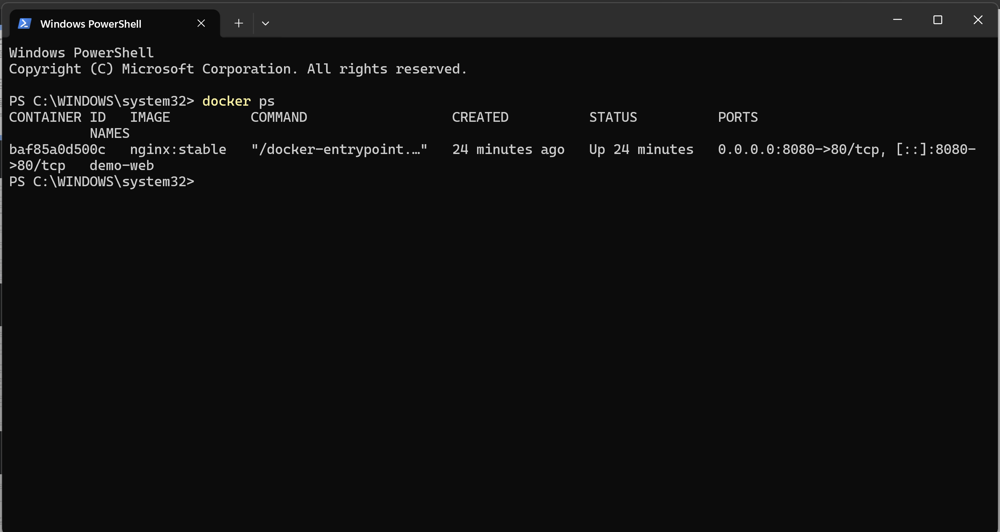 Windows PowerShell
Windows PowerShell
Copyright (C) Microsoft Corporation. All rights reserved.
PS C:\WINDOWS\system32> docker ps
CONTAINER ID   IMAGE          COMMAND                  CREATED          STATUS          PORTS
          NAMES
baf85a0d500c   nginx:stable   "/docker-entrypoint.…"   24 minutes ago   Up 24 minutes   0.0.0.0:8080->80/tcp, [::]:8080-
>80/tcp   demo-web
PS C:\WINDOWS\system32>